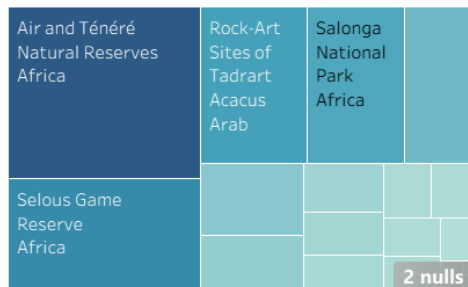 Air and Ténéré
Natural Reserves
Africa
Rock-Art
Sites of
Tadrart
Acacus
Arab
Salonga
National
Park
Africa
Selous Game
Reserve
Africa
2 nulls